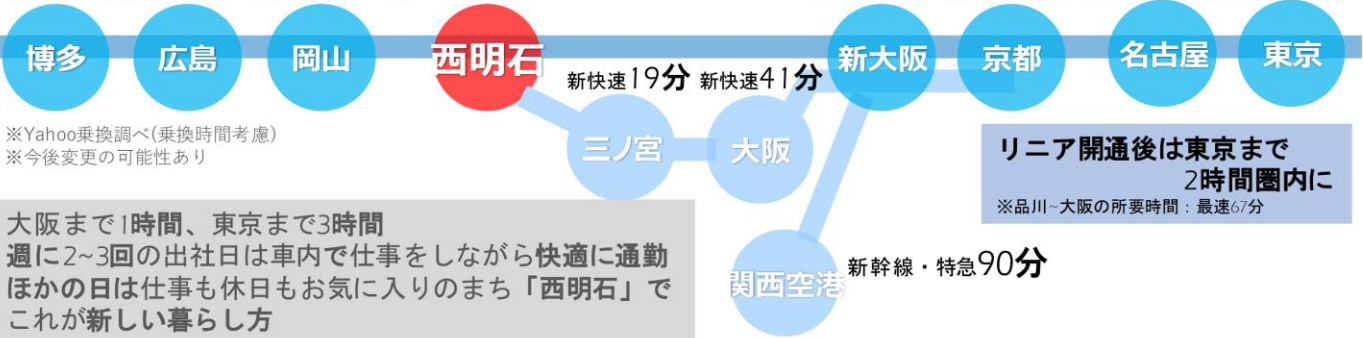 博多 広島 岡山 西明石 新大阪 京都 名古屋 東京
新快速19分 新快速41分
三ノ宮 大阪
※Yahoo乗換調べ(乗換時間考慮)
※今後変更の可能性あり
リニア開通後は東京まで
2時間圏内に
※品川~大阪の所要時間：最速67分
大阪まで1時間、東京まで3時間
週に2~3回の出社日は車内で仕事をしながら快適に通勤
ほかの日は仕事も休日もお気に入りのまち「西明石」で
これが新しい暮らし方
関西空港 新幹線・特急90分